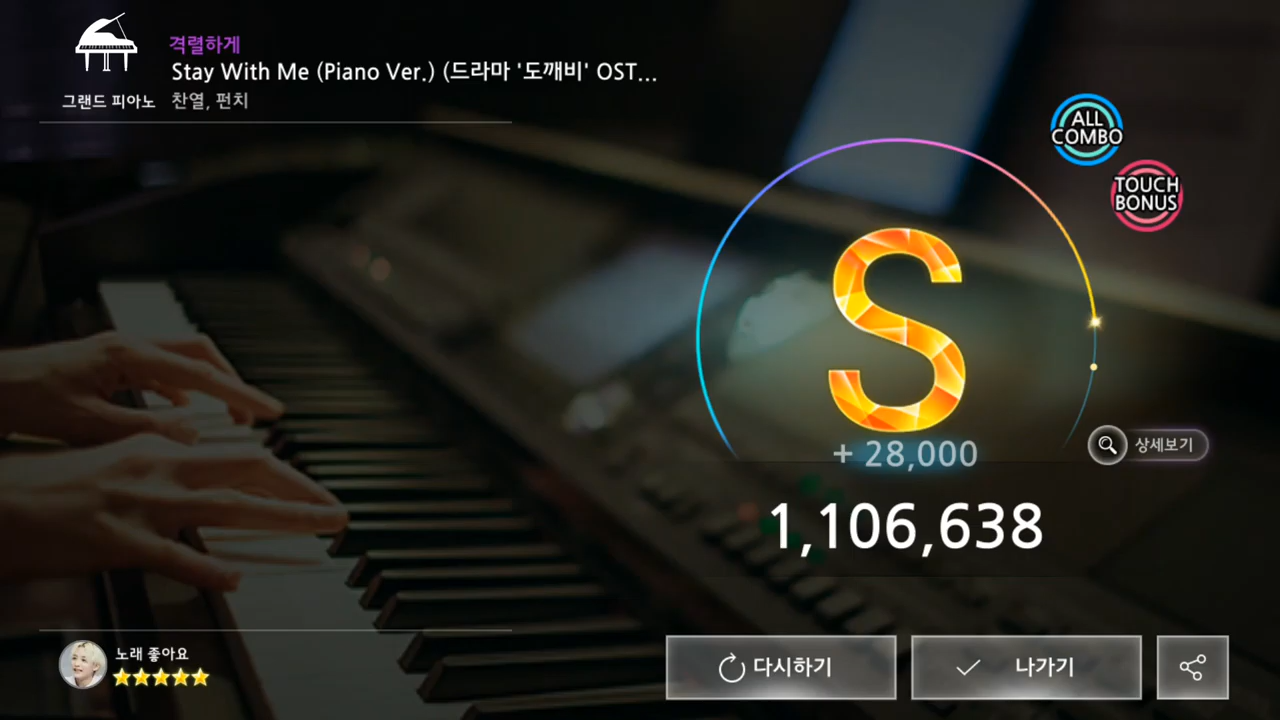 격렬하게
Stay With Me (Piano Ver.) (드라마 '도깨비' OST...
그랜드 피아노
찬열, 펀치
ALL
COMBO
TOUCH
BONUS
S
+ 28,000
상세보기
1,106,638
노래 좋아요
다시하기
나가기